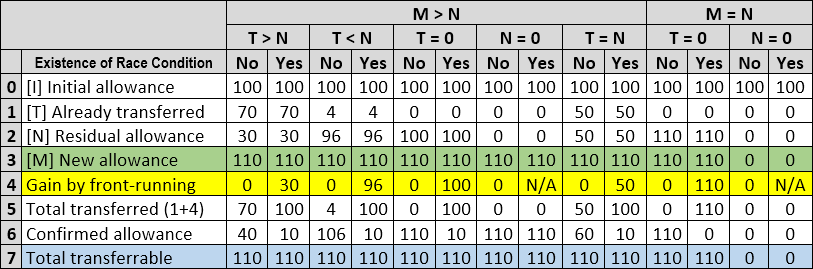 M > N M = N
T > N T < N T = 0 N = 0 T = N T = 0 N = 0
Existence of Race Condition No Yes No Yes No Yes No Yes No Yes No Yes No Yes
0 [I] Initial allowance 100 100 100 100 100 100 100 100 100 100 100 100 100 100
1 [T] Already transferred 70 70 4 4 0 0 0 0 50 50 0 0 0 0
2 [N] Residual allowance 30 30 96 96 100 100 0 0 50 50 110 110 0 0
3 [M] New allowance 110 110 110 110 110 110 110 110 110 110 110 110 0 0
4 Gain by front-running 0 30 0 96 0 100 0 N/A 0 50 0 110 0 N/A
5 Total transferred (1+4) 70 100 4 100 0 100 0 0 50 100 0 110 0 0
6 Confirmed allowance 40 10 106 10 110 10 110 110 60 10 110 0 0 0
7 Total transferrable 110 110 110 110 110 110 110 110 110 110 110 110 0 0